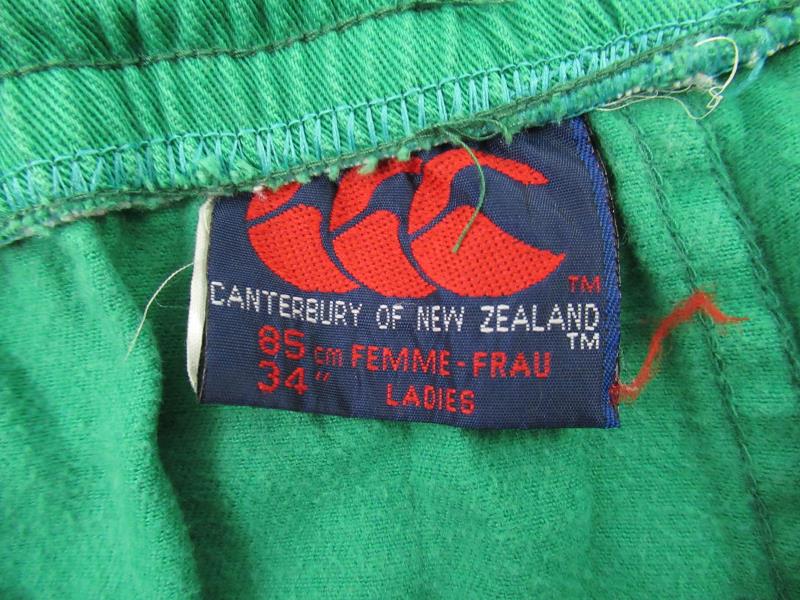 TM
CANTERBURY OF NEW ZEALAND
TM
85 cm FEMME-FRAU
34" LADIES